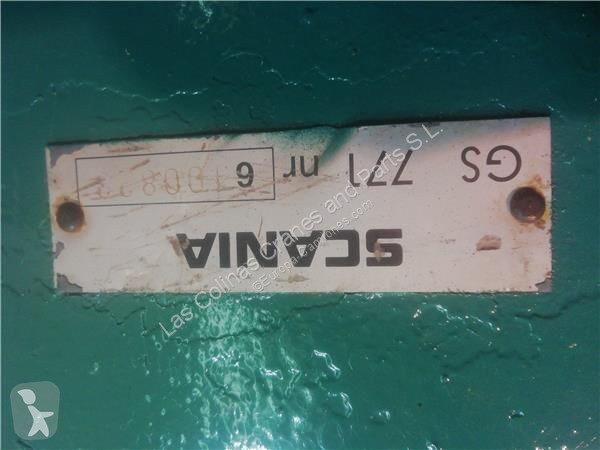 SCANIA
GS 771 nr 6
Las Colinas Cranes and Parts S.L.